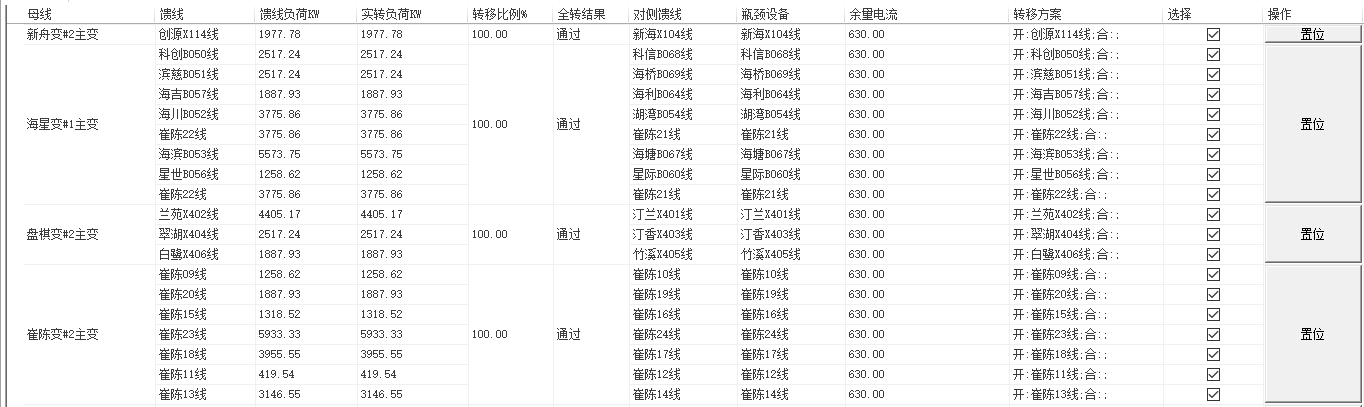 母线 馈线 馈线负荷KW 实转负荷KW 转移比例% 全转结果 对侧馈线 瓶颈设备 余量电流 转移方案 选择 操作
新舟变#2主变 创源X114线 1977.78 1977.78 100.00 通过 新海X104线 新海X104线 630.00 开:创源X114线;合:; 置位
科创B050线 2517.24 2517.24 科信B068线 科信B068线 630.00 开:科创B050线;合:;
滨慈B051线 2517.24 2517.24 海桥B069线 海桥B069线 630.00 开:滨慈B051线;合:;
海吉B057线 1887.93 1887.93 海利B064线 海利B064线 630.00 开:海吉B057线;合:;
海川B052线 3775.86 3775.86 湖湾B054线 湖湾B054线 630.00 开:海川B052线;合:;
海星变#1主变 100.00 通过 置位
崔陈22线 3775.86 3775.86 崔陈21线 崔陈21线 630.00 开:崔陈22线;合:;
海滨B053线 5573.75 5573.75 海塘B067线 海塘B067线 630.00 开:海滨B053线;合:;
星世B056线 1258.62 1258.62 星际B060线 星际B060线 630.00 开:星世B056线;合:;
崔陈22线 3775.86 3775.86 崔陈21线 崔陈21线 630.00 开:崔陈22线;合:;
兰苑X402线 4405.17 4405.17 汀兰X401线 汀兰X401线 630.00 开:兰苑X402线;合:;
盘棋变#2主变 翠湖X404线 2517.24 2517.24 100.00 通过 汀香X403线 汀香X403线 630.00 开:翠湖X404线;合:; 置位
白鹭X406线 1887.93 1887.93 竹溪X405线 竹溪X405线 630.00 开:白鹭X406线;合:;
崔陈09线 1258.62 1258.62 崔陈10线 崔陈10线 630.00 开:崔陈09线;合:;
崔陈20线 1887.93 1887.93 崔陈19线 崔陈19线 630.00 开:崔陈20线;合:;
崔陈15线 1318.52 1318.52 崔陈16线 崔陈16线 630.00 开:崔陈15线;合:;
崔陈变#2主变 崔陈23线 5933.33 5933.33 100.00 通过 崔陈24线 崔陈24线 630.00 开:崔陈23线;合:; 置位
崔陈18线 3955.55 3955.55 崔陈17线 崔陈17线 630.00 开:崔陈18线;合:;
崔陈11线 419.54 419.54 崔陈12线 崔陈12线 630.00 开:崔陈11线;合:;
崔陈13线 3146.55 3146.55 崔陈14线 崔陈14线 630.00 开:崔陈13线;合:;